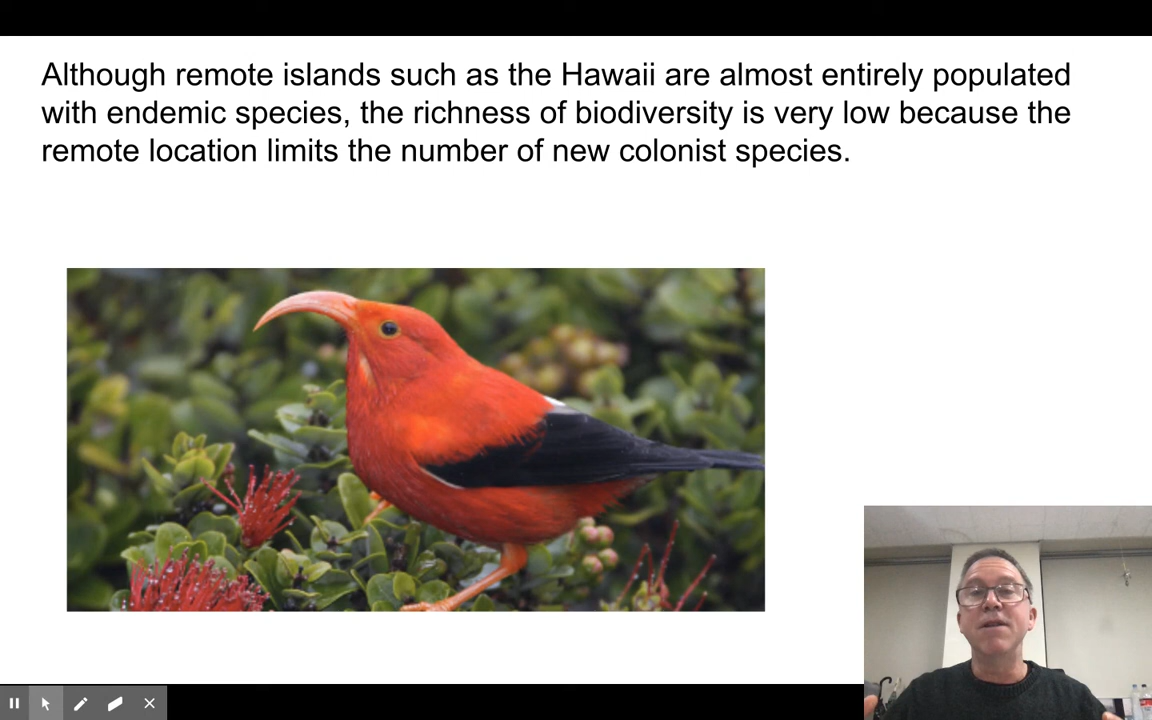 Although remote islands such as the Hawaii are almost entirely populated
with endemic species, the richness of biodiversity is very low because the
remote location limits the number of new colonist species.